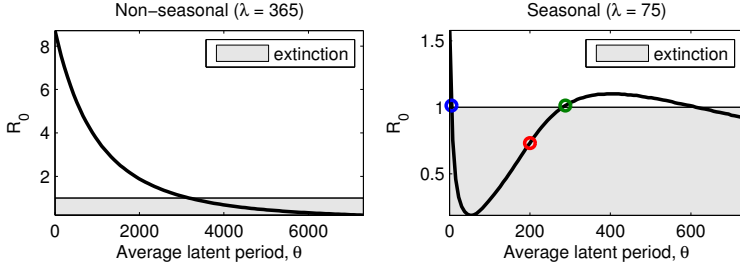 Non-seasonal (λ = 365)
8
6
4
2
R0
extinction
0 2000 4000 6000
Average latent period, θ
Seasonal (λ = 75)
1.5
1
0.5
R0
extinction
0 200 400 600
Average latent period, θ